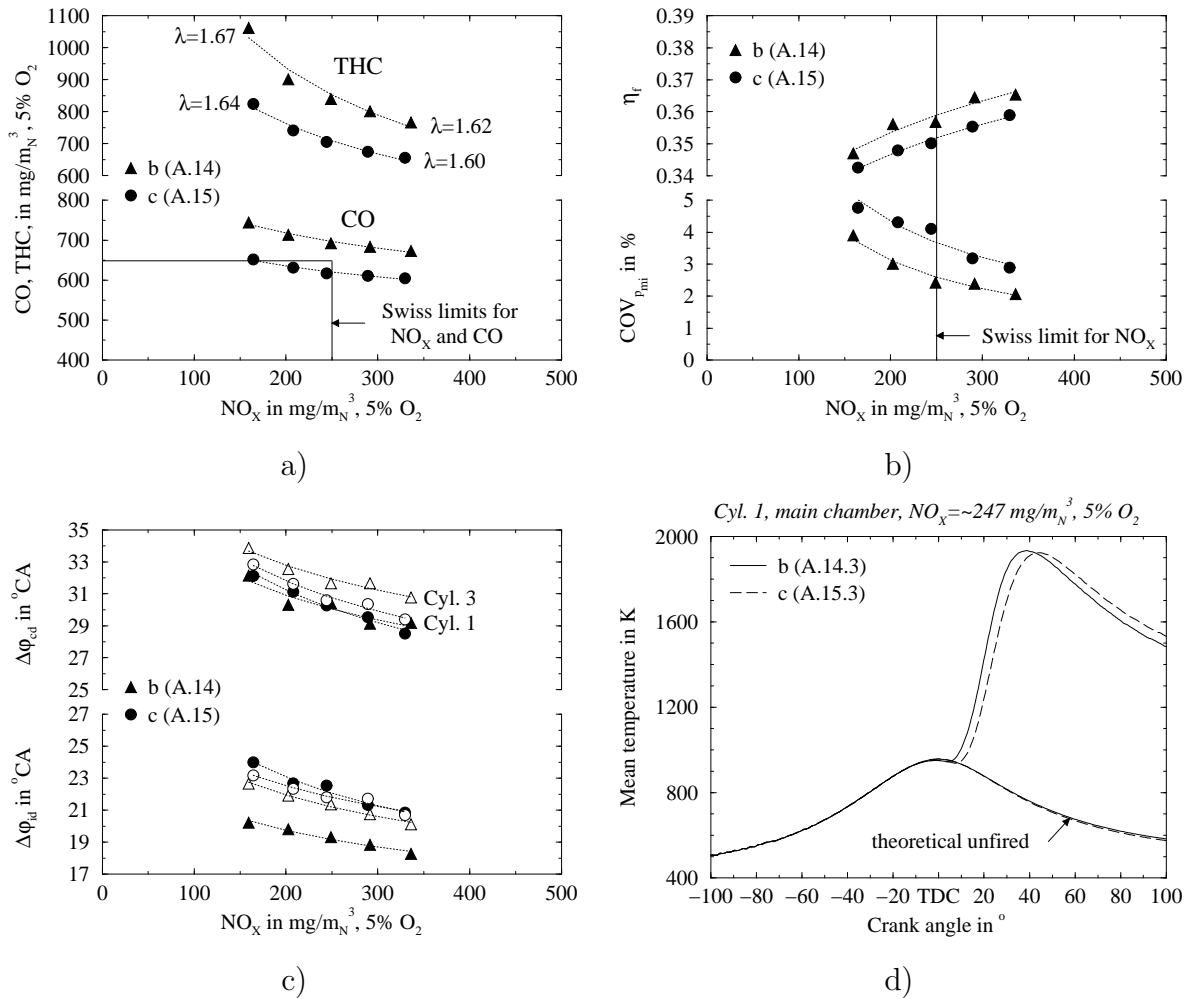 1100
1000
900
800
700
600
800
700
600
500
400
CO, THC, in mg/m_N^3, 5% O_2
λ=1.67
THC
λ=1.64
λ=1.62
λ=1.60
b (A.14)
c (A.15)
CO
Swiss limits for
NO_X and CO
0 100 200 300 400 500
NO_X in mg/m_N^3, 5% O_2
a)
0.39
0.38
0.37
0.36
0.35
0.34
η_f
b (A.14)
c (A.15)
5
4
3
2
1
0
COV_{p_mi} in %
Swiss limit for NO_X
0 100 200 300 400 500
NO_X in mg/m_N^3, 5% O_2
b)
35
33
31
29
27
25
Δφ_cd in °CA
Cyl. 3
Cyl. 1
b (A.14)
c (A.15)
27
25
23
21
19
17
Δφ_id in °CA
0 100 200 300 400 500
NO_X in mg/m_N^3, 5% O_2
c)
Cyl. 1, main chamber, NO_X=~247 mg/m_N^3, 5% O_2
2000
1600
1200
800
400
Mean temperature in K
b (A.14.3)
c (A.15.3)
theoretical unfired
−100 −80 −60 −40 −20 TDC 20 40 60 80 100
Crank angle in °
d)